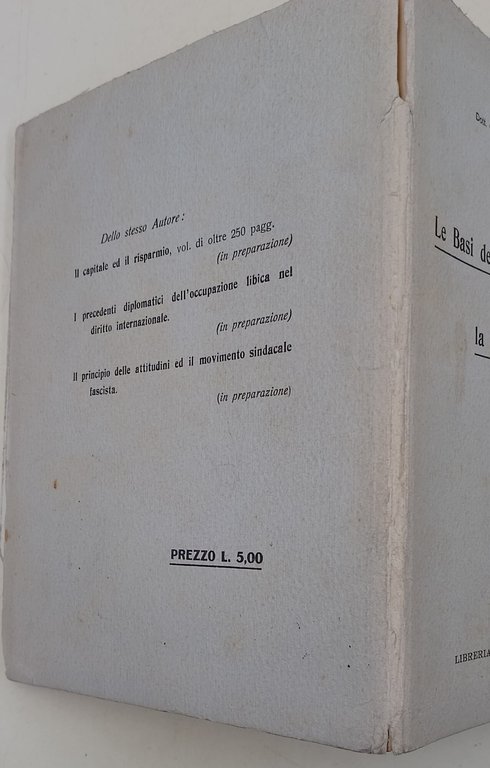 Dello stesso Autore:
Il capitale ed il risparmio, vol. di oltre 250 pagg.
(in preparazione)
I precedenti diplomatici dell'occupazione libica nel
diritto internazionale.
(in preparazione)
Il principio delle attitudini ed il movimento sindacale
fascista.
(in preparazione)
PREZZO L. 5,00
Dott.
Le Basi de
la
LIBRERIA